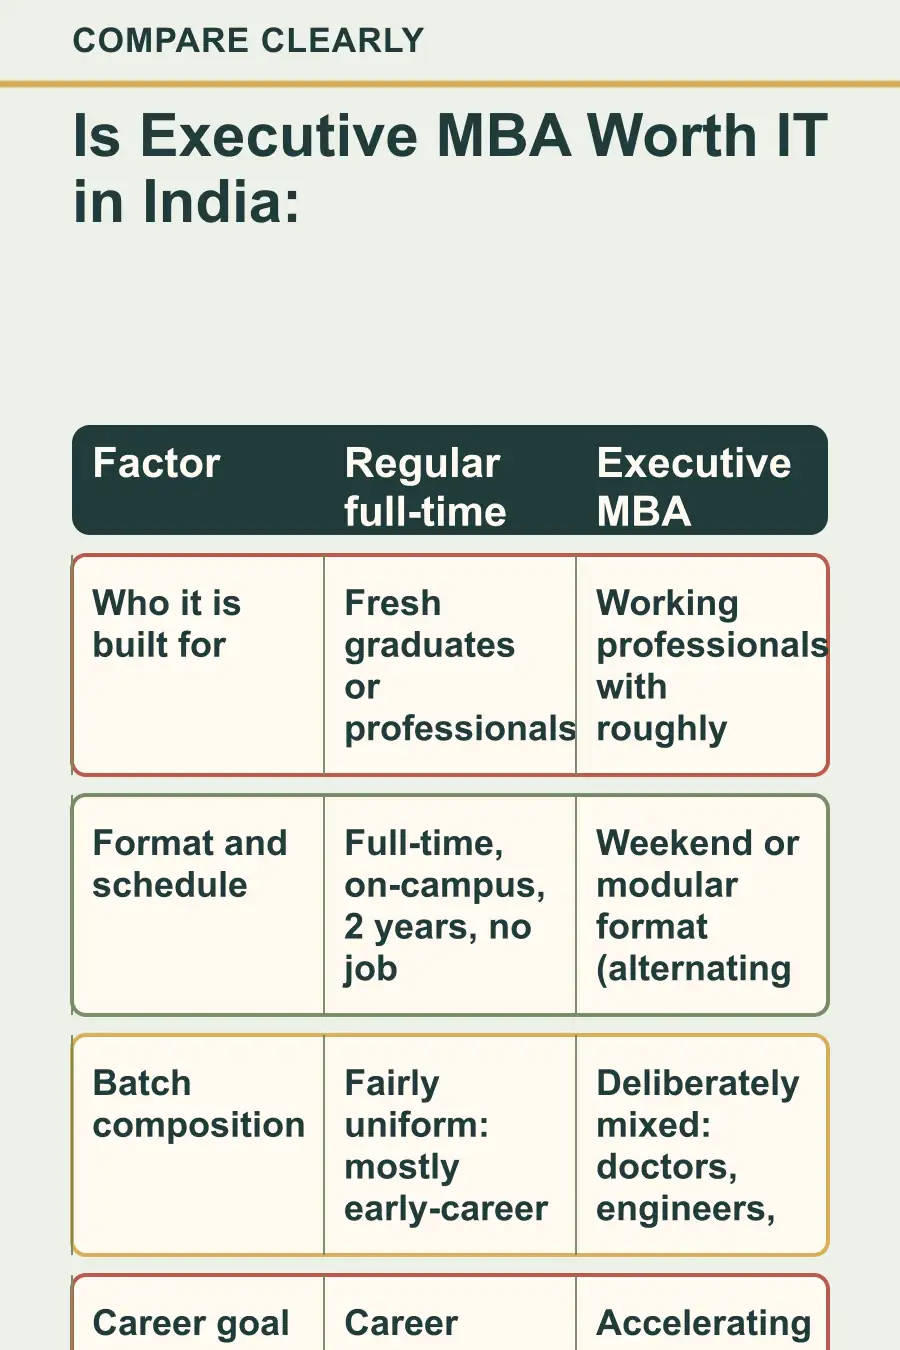 COMPARE CLEARLY
Is Executive MBA Worth IT
in India:
Factor
Regular
full-time
Executive
MBA
Who it is
built for
Fresh
graduates
or
professionals
Working
professionals
with
roughly
Format and
schedule
Full-time,
on-campus,
2 years, no
job
Weekend or
modular
format
(alternating
Batch
composition
Fairly
uniform:
mostly
early-career
Deliberately
mixed:
doctors,
engineers,
Career goal
Career
Accelerating